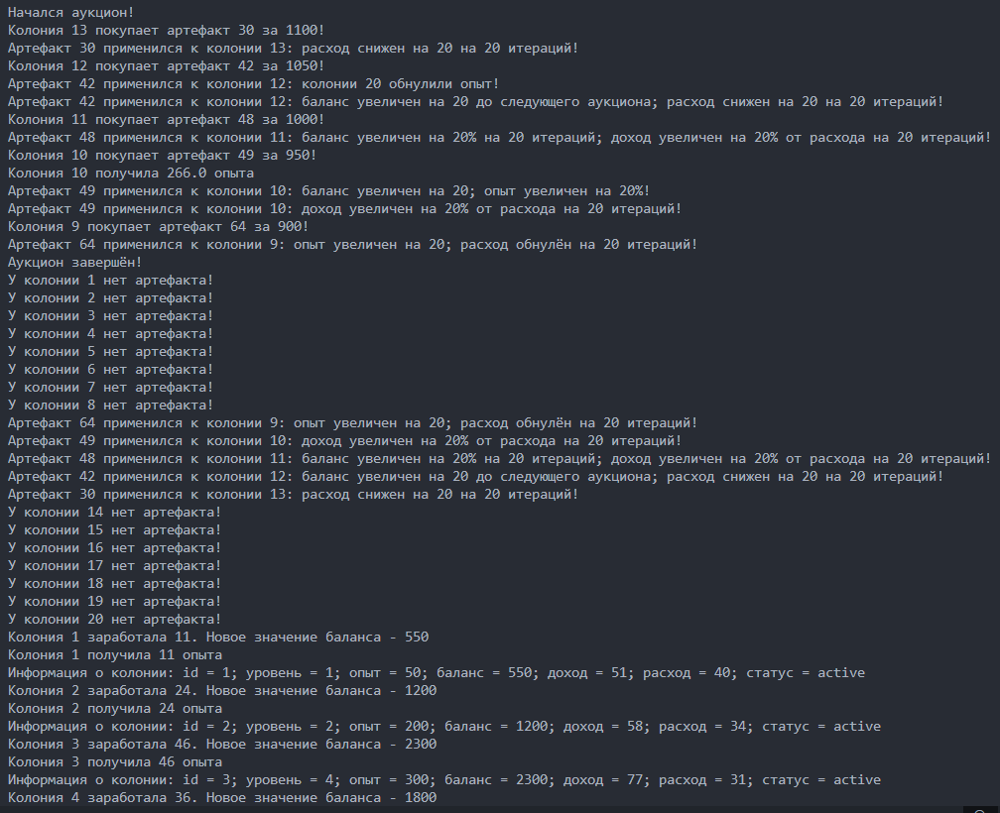 Начался аукцион!
Колония 13 покупает артефакт 30 за 1100!
Артефакт 30 применился к колонии 13: расход снижен на 20 на 20 итераций!
Колония 12 покупает артефакт 42 за 1050!
Артефакт 42 применился к колонии 12: колонии 20 обнулили опыт!
Артефакт 42 применился к колонии 12: баланс увеличен на 20 до следующего аукциона; расход снижен на 20 на 20 итераций!
Колония 11 покупает артефакт 48 за 1000!
Артефакт 48 применился к колонии 11: баланс увеличен на 20% на 20 итераций; доход увеличен на 20% от расхода на 20 итераций!
Колония 10 покупает артефакт 49 за 950!
Колония 10 получила 266.0 опыта
Артефакт 49 применился к колонии 10: баланс увеличен на 20; опыт увеличен на 20%!
Артефакт 49 применился к колонии 10: доход увеличен на 20% от расхода на 20 итераций!
Колония 9 покупает артефакт 64 за 900!
Артефакт 64 применился к колонии 9: опыт увеличен на 20; расход обнулён на 20 итераций!
Аукцион завершён!
У колонии 1 нет артефакта!
У колонии 2 нет артефакта!
У колонии 3 нет артефакта!
У колонии 4 нет артефакта!
У колонии 5 нет артефакта!
У колонии 6 нет артефакта!
У колонии 7 нет артефакта!
У колонии 8 нет артефакта!
Артефакт 64 применился к колонии 9: опыт увеличен на 20; расход обнулён на 20 итераций!
Артефакт 49 применился к колонии 10: доход увеличен на 20% от расхода на 20 итераций!
Артефакт 48 применился к колонии 11: баланс увеличен на 20% на 20 итераций; доход увеличен на 20% от расхода на 20 итераций!
Артефакт 42 применился к колонии 12: баланс увеличен на 20 до следующего аукциона; расход снижен на 20 на 20 итераций!
Артефакт 30 применился к колонии 13: расход снижен на 20 на 20 итераций!
У колонии 14 нет артефакта!
У колонии 15 нет артефакта!
У колонии 16 нет артефакта!
У колонии 17 нет артефакта!
У колонии 18 нет артефакта!
У колонии 19 нет артефакта!
У колонии 20 нет артефакта!
Колония 1 заработала 11. Новое значение баланса - 550
Колония 1 получила 11 опыта
Информация о колонии: id = 1; уровень = 1; опыт = 50; баланс = 550; доход = 51; расход = 40; статус = active
Колония 2 заработала 24. Новое значение баланса - 1200
Колония 2 получила 24 опыта
Информация о колонии: id = 2; уровень = 2; опыт = 200; баланс = 1200; доход = 58; расход = 34; статус = active
Колония 3 заработала 46. Новое значение баланса - 2300
Колония 3 получила 46 опыта
Информация о колонии: id = 3; уровень = 4; опыт = 300; баланс = 2300; доход = 77; расход = 31; статус = active
Колония 4 заработала 36. Новое значение баланса - 1800